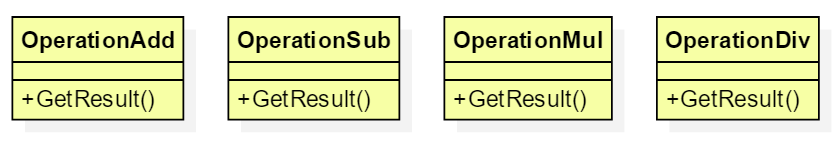 OperationAdd OperationSub OperationMul OperationDiv
+GetResult() +GetResult() +GetResult() +GetResult()